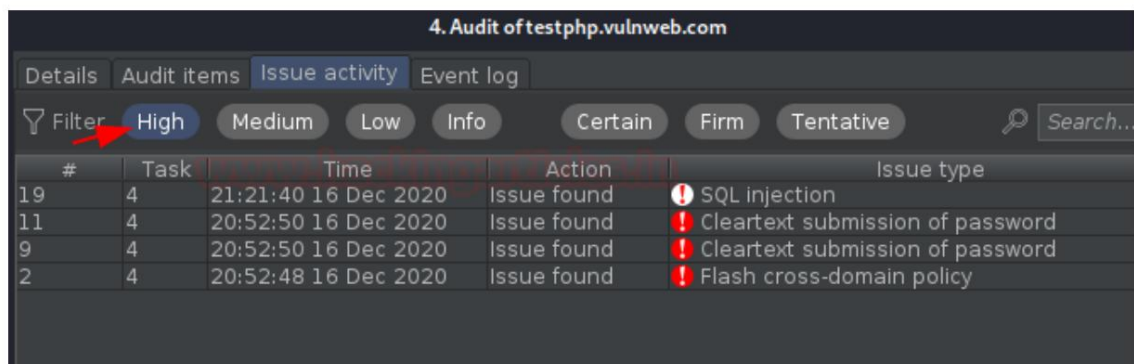 4. Audit of testphp.vulnweb.com
Details Audit items Issue activity Event log
Filter High Medium Low Info Certain Firm Tentative Search...
# Task Time Action Issue type
19 4 21:21:40 16 Dec 2020 Issue found SQL injection
11 4 20:52:50 16 Dec 2020 Issue found Cleartext submission of password
9 4 20:52:50 16 Dec 2020 Issue found Cleartext submission of password
2 4 20:52:48 16 Dec 2020 Issue found Flash cross-domain policy